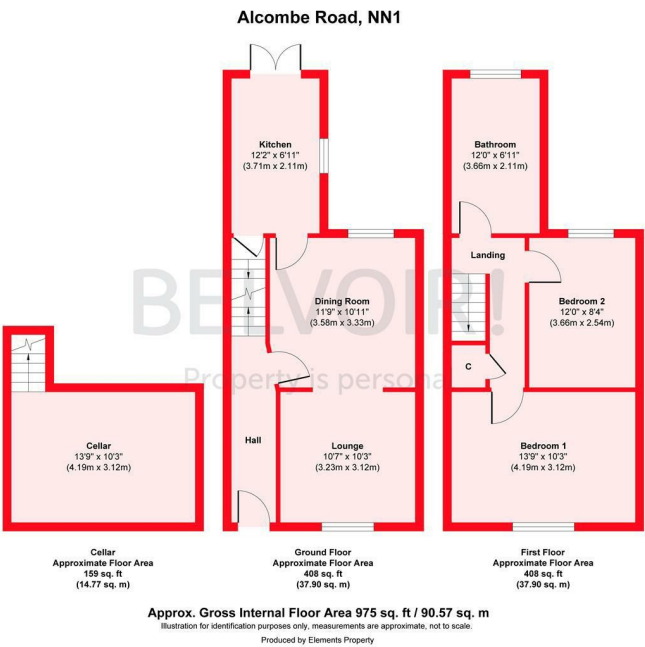 Alcombe Road, NN1
Kitchen
12'2" x 6'11"
(3.71m x 2.11m)
Dining Room
11'9" x 10'11"
(3.58m x 3.33m)
Hall
Lounge
10'7" x 10'3"
(3.23m x 3.12m)
Bathroom
12'0" x 6'11"
(3.66m x 2.11m)
Landing
Bedroom 2
12'0" x 8'4"
(3.66m x 2.54m)
C
Bedroom 1
13'9" x 10'3"
(4.19m x 3.12m)
Cellar
13'9" x 10'3"
(4.19m x 3.12m)
BELVOIR!
Property is persona
Cellar
Approximate Floor Area
159 sq. ft
(14.77 sq. m)
Ground Floor
Approximate Floor Area
408 sq. ft
(37.90 sq. m)
First Floor
Approximate Floor Area
408 sq. ft
(37.90 sq. m)
Approx. Gross Internal Floor Area 975 sq. ft / 90.57 sq. m
Illustration for identification purposes only, measurements are approximate, not to scale.
Produced by Elements Property